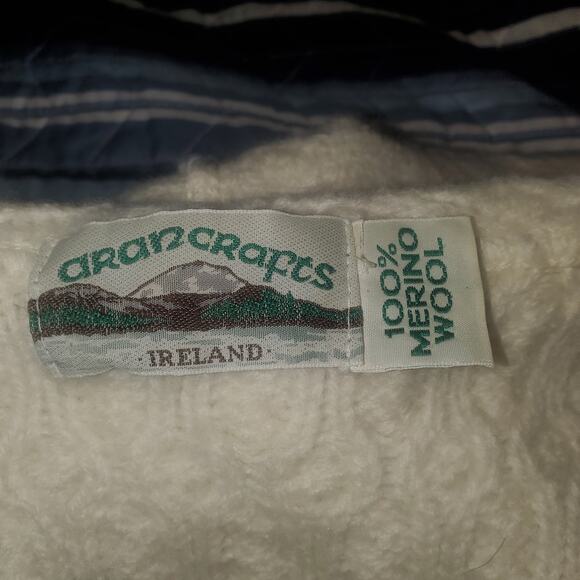 arancrafts
·IRELAND·
100%
MERINO
WOOL